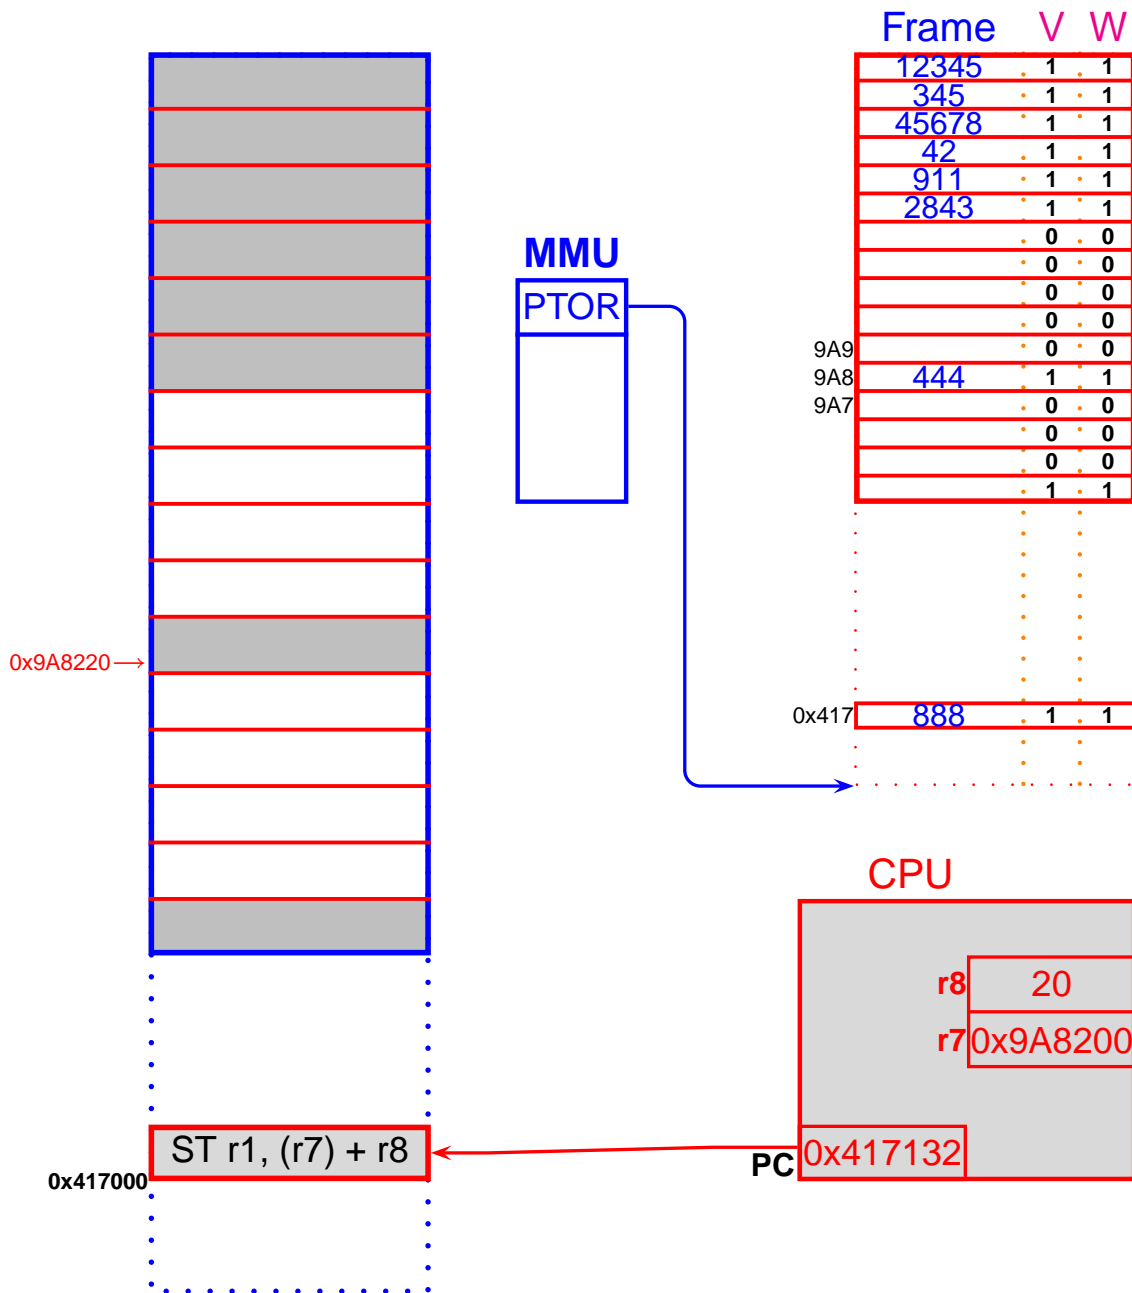 Frame V W
12345 1 1
345 1 1
45678 1 1
42 1 1
911 1 1
2843 1 1
0 0
0 0
0 0
0 0
9A9 0 0
9A8 444 1 1
9A7 0 0
0 0
0 0
1 1
MMU
PTOR
0x9A8220
0x417 888 1 1
CPU
r8 20
r7 0x9A8200
ST r1, (r7) + r8
0x417000
PC 0x417132